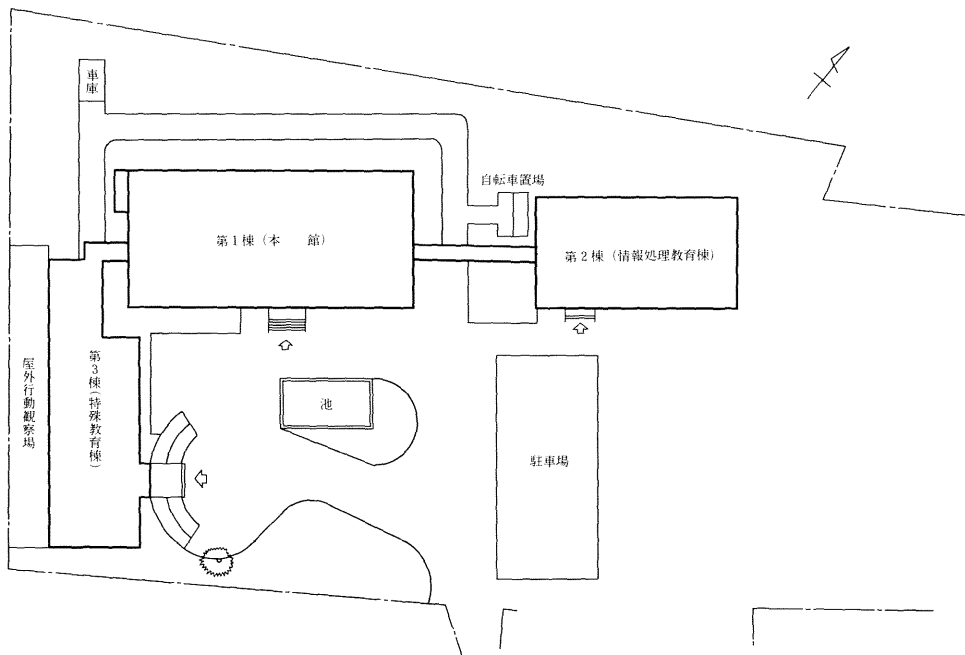 車庫
自転車置場
第1棟(本　館)
第2棟(情報処理教育棟)
屋外行動観察場
第3棟(特殊教育棟)
池
駐車場